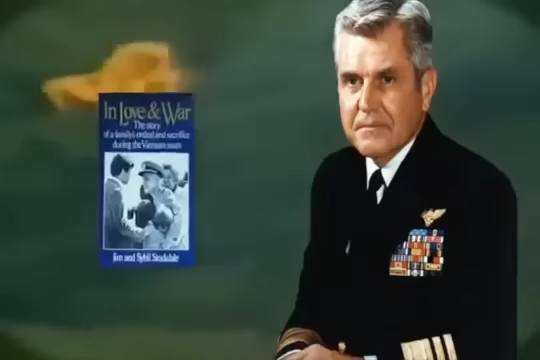 In Love & War
The story
of a family's ordeal and sacrifice
during the Vietnam years
Jim and Sybil Stockdale